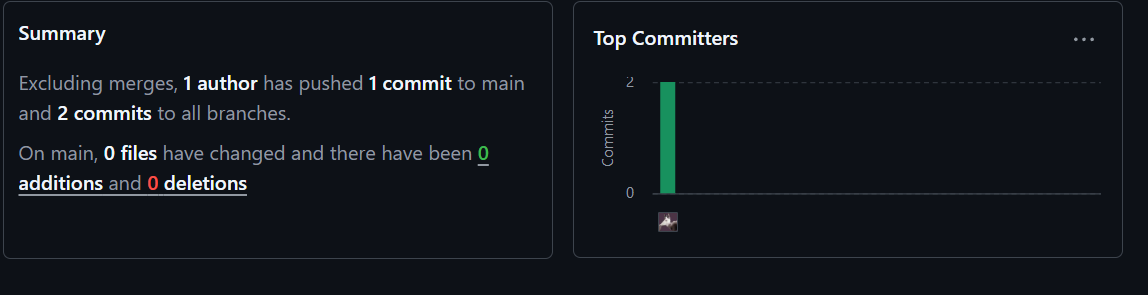 Summary
Excluding merges, 1 author has pushed 1 commit to main
and 2 commits to all branches.
On main, 0 files have changed and there have been 0
additions and 0 deletions
Top Committers
2
Commits
0